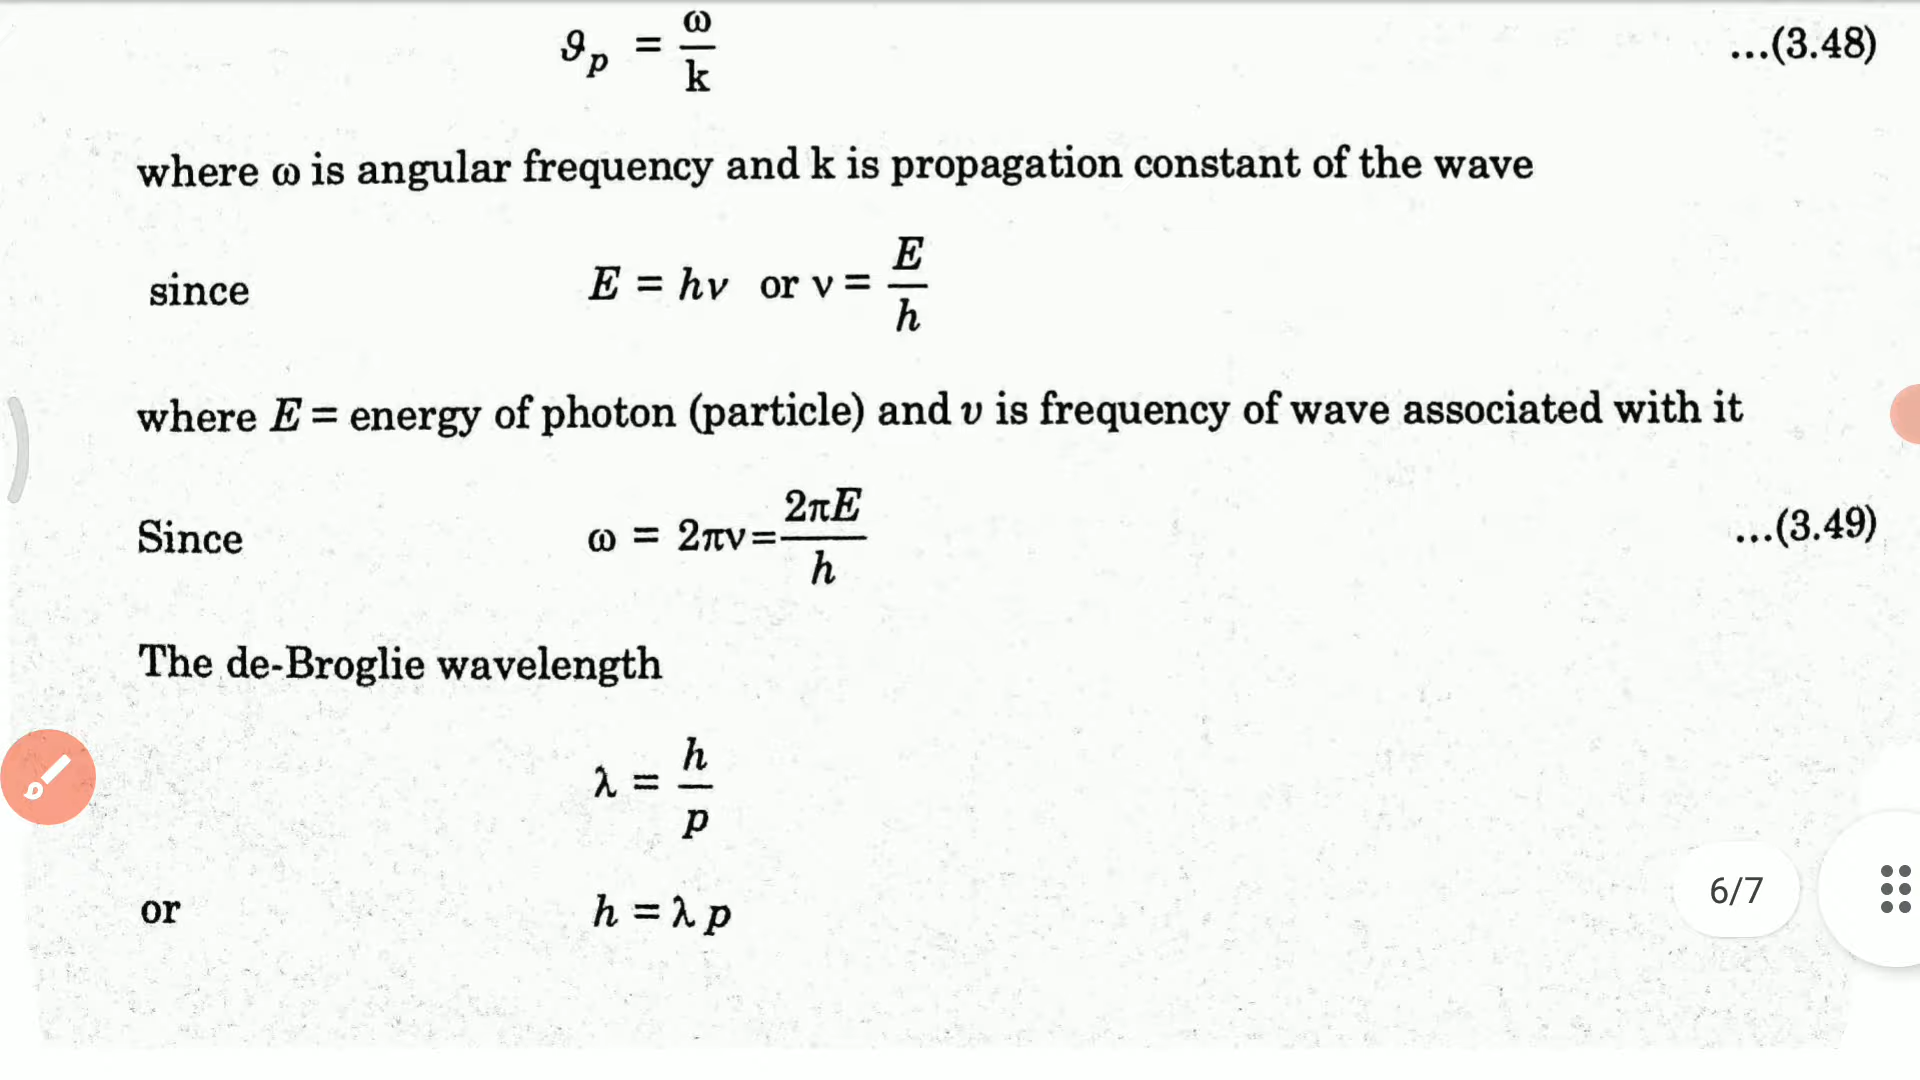 ϑp = ω/k ...(3.48)
where ω is angular frequency and k is propagation constant of the wave
since E = hν or ν = E/h
where E = energy of photon (particle) and υ is frequency of wave associated with it
Since ω = 2πν = 2πE/h ...(3.49)
The de-Broglie wavelength
λ = h/p
or h = λ p
6/7